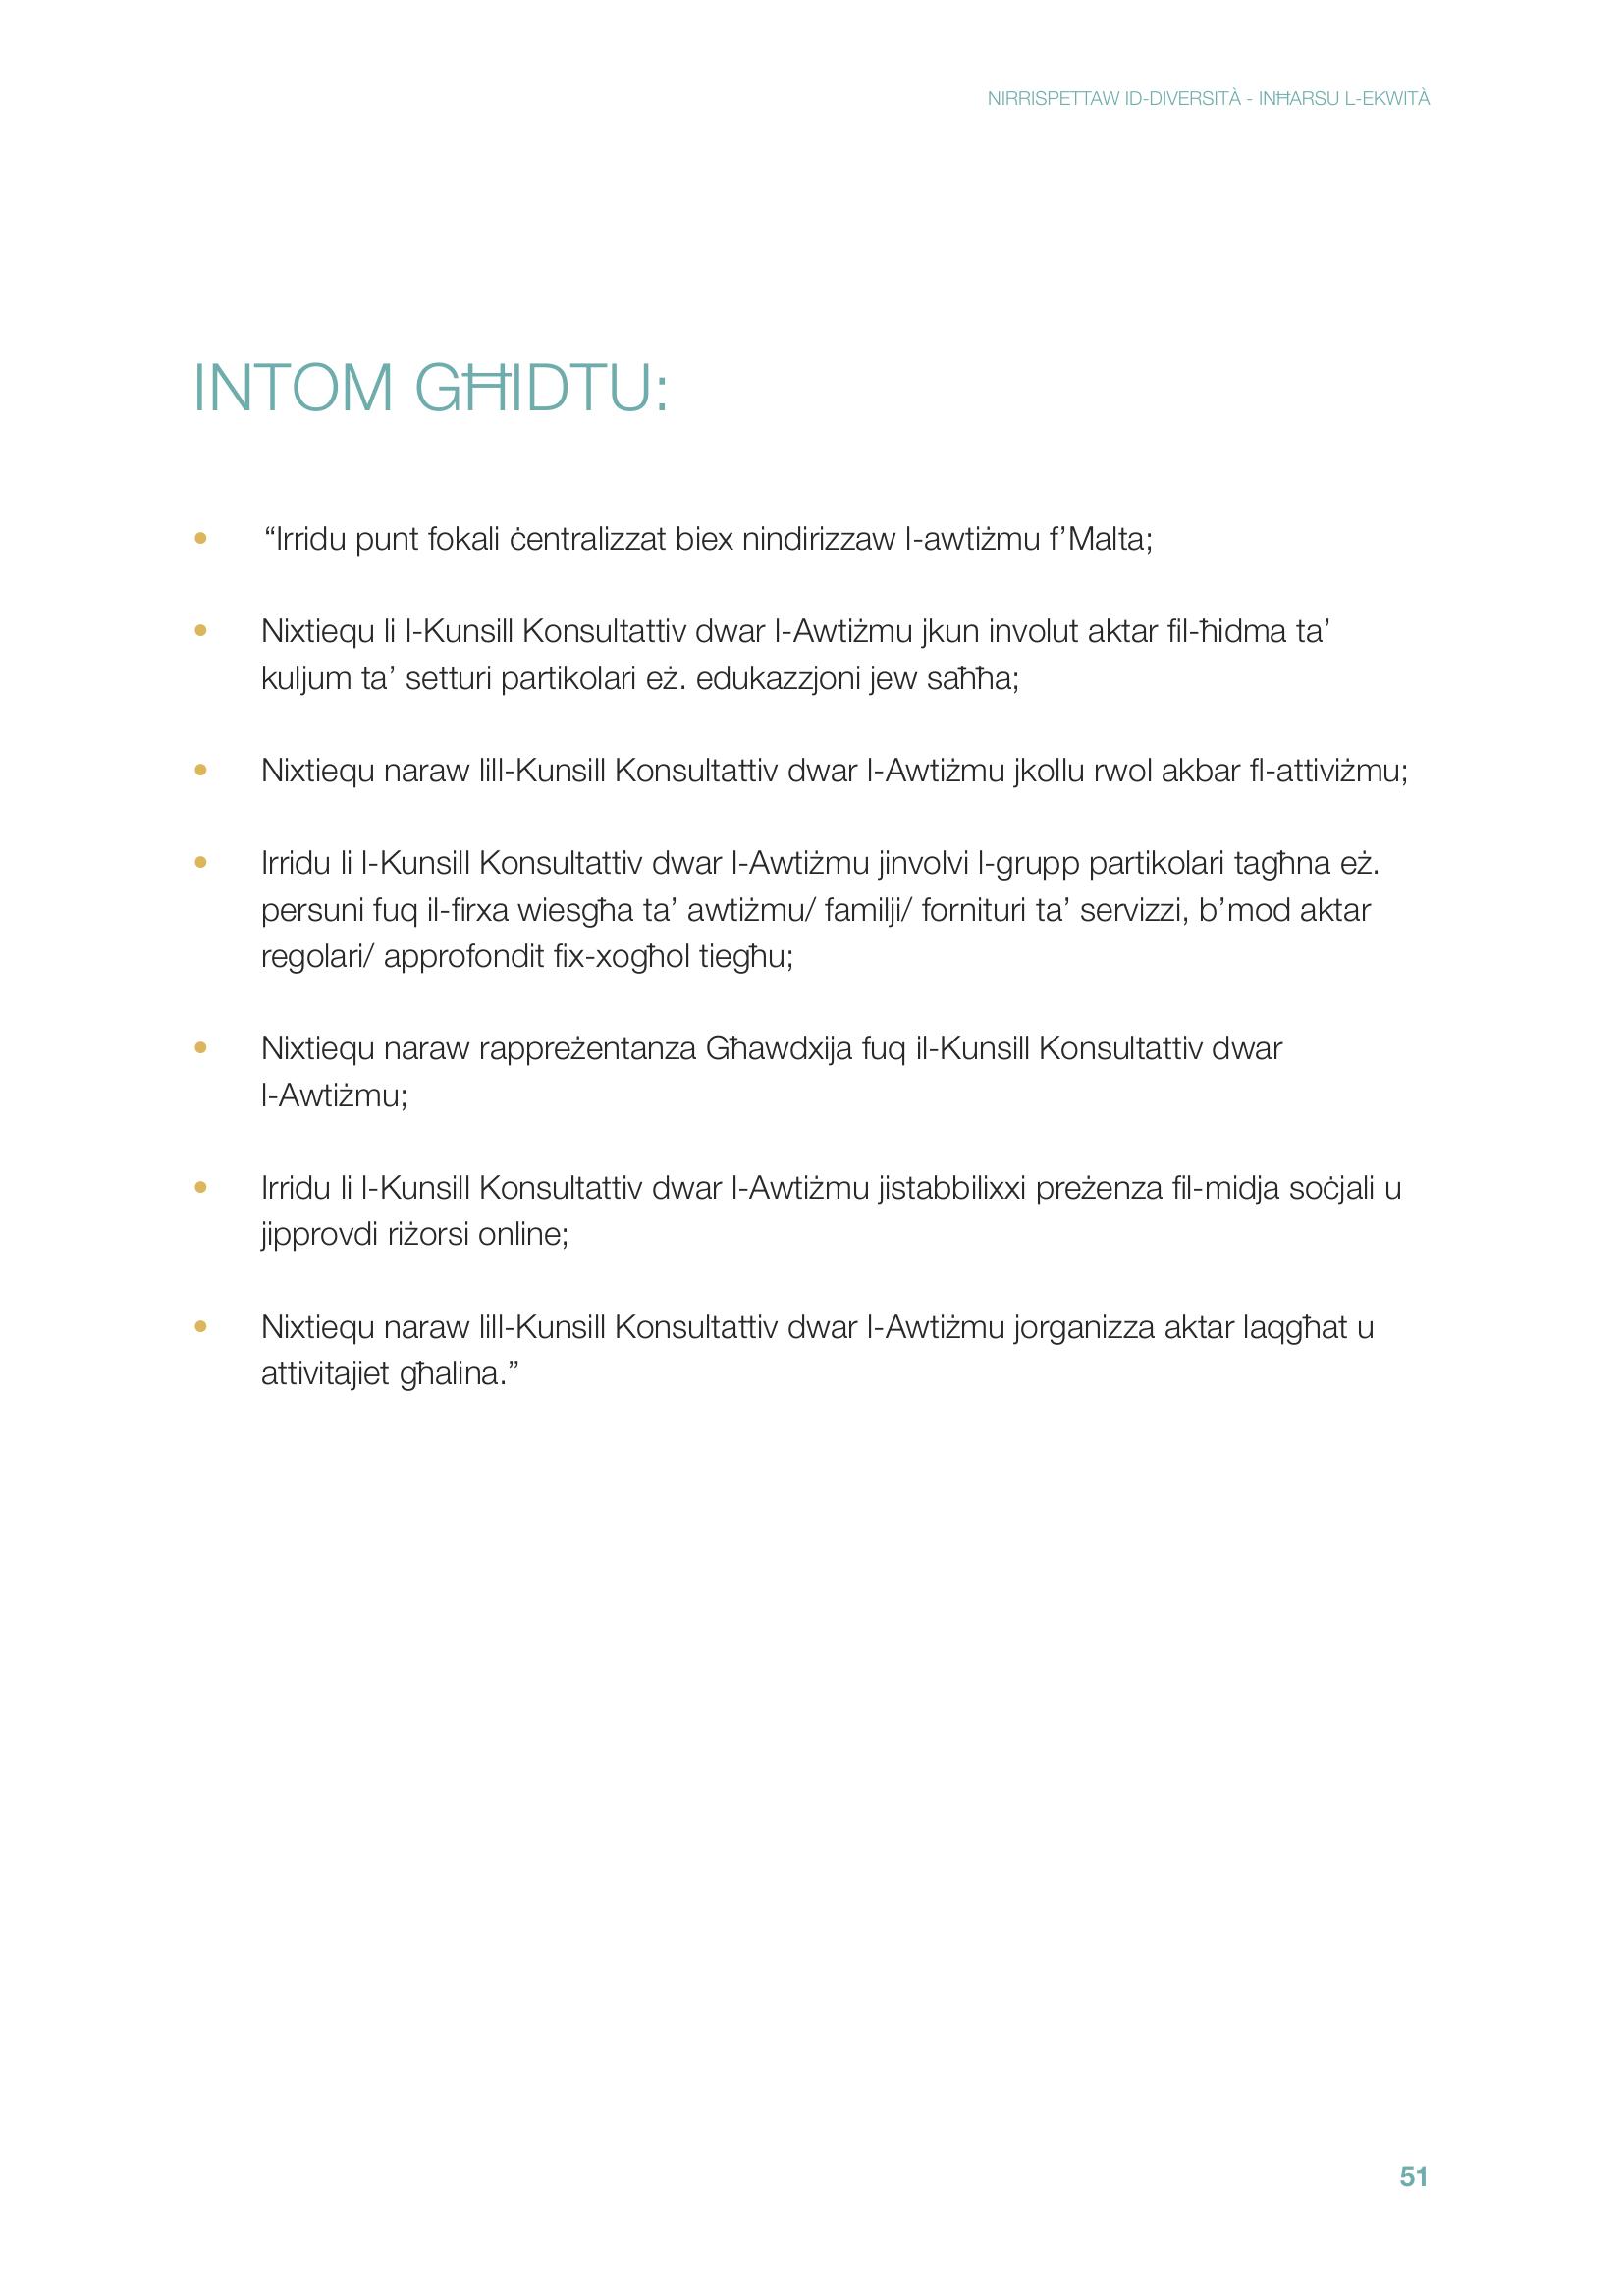 NIRRISPETTAW ID-DIVERSITÀ - INĦARSU L-EKWITÀ
INTOM GĦIDTU:
• “Irridu punt fokali ċentralizzat biex nindirizzaw l-awtiżmu f’Malta;
• Nixtiequ li l-Kunsill Konsultattiv dwar l-Awtiżmu jkun involut aktar fil-ħidma ta’
kuljum ta’ setturi partikolari eż. edukazzjoni jew saħħa;
• Nixtiequ naraw lill-Kunsill Konsultattiv dwar l-Awtiżmu jkollu rwol akbar fl-attiviżmu;
• Irridu li l-Kunsill Konsultattiv dwar l-Awtiżmu jinvolvi l-grupp partikolari tagħna eż.
persuni fuq il-firxa wiesgħa ta’ awtiżmu/ familji/ fornituri ta’ servizzi, b’mod aktar
regolari/ approfondit fix-xogħol tiegħu;
• Nixtiequ naraw rappreżentanza Għawdxija fuq il-Kunsill Konsultattiv dwar
l-Awtiżmu;
• Irridu li l-Kunsill Konsultattiv dwar l-Awtiżmu jistabbilixxi preżenza fil-midja soċjali u
jipprovdi riżorsi online;
• Nixtiequ naraw lill-Kunsill Konsultattiv dwar l-Awtiżmu jorganizza aktar laqgħat u
attivitajiet għalina.”
51